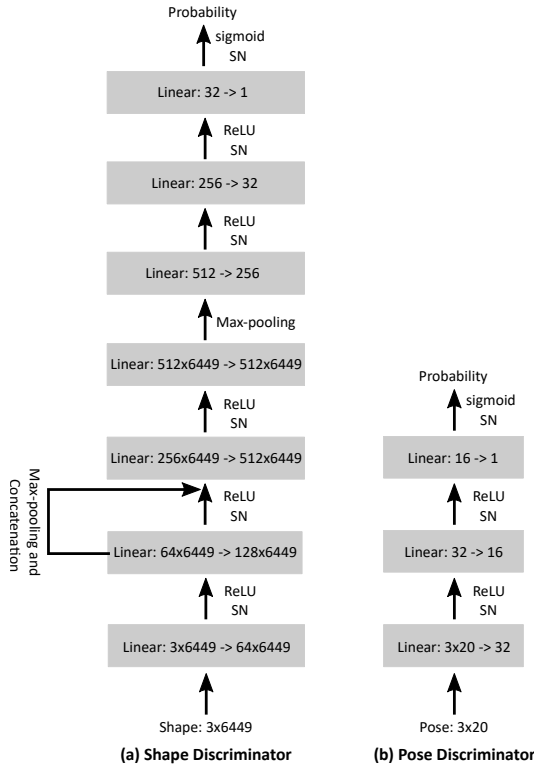 Probability
sigmoid
SN
Linear: 32 -> 1
ReLU
SN
Linear: 256 -> 32
ReLU
SN
Linear: 512 -> 256
Max-pooling
Linear: 512x6449 -> 512x6449
ReLU
SN
Linear: 256x6449 -> 512x6449
Max-pooling and
Concatenation
ReLU
SN
Linear: 64x6449 -> 128x6449
ReLU
SN
Linear: 3x6449 -> 64x6449
Shape: 3x6449
(a) Shape Discriminator
Probability
sigmoid
SN
Linear: 16 -> 1
ReLU
SN
Linear: 32 -> 16
ReLU
SN
Linear: 3x20 -> 32
Pose: 3x20
(b) Pose Discriminator